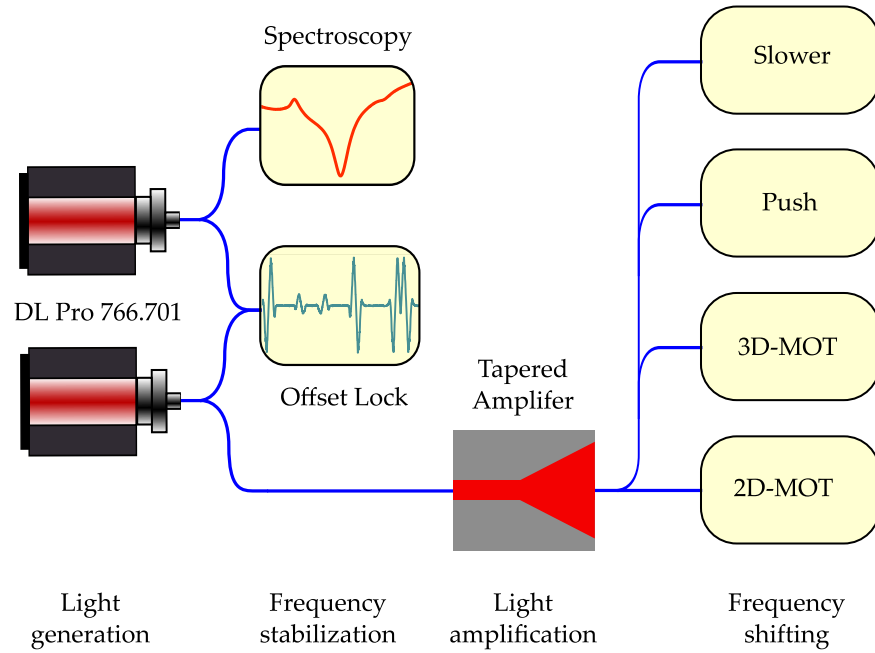 Spectroscopy
Slower
Push
DL Pro 766.701
3D-MOT
Offset Lock
Tapered
Amplifer
2D-MOT
Light
generation
Frequency
stabilization
Light
amplification
Frequency
shifting